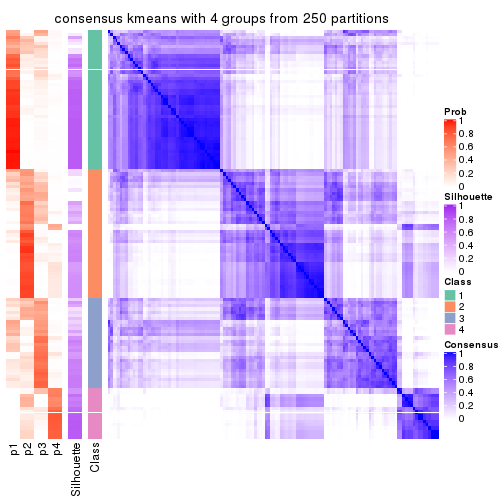 consensus kmeans with 4 groups from 250 partitions
Prob
1
0.8
0.6
0.4
0.2
0
Silhouette
1
0.8
0.6
0.4
0.2
0
Class
1
2
3
4
Consensus
1
0.8
0.6
0.4
0.2
0
p1
p2
p3
p4
Silhouette
Class